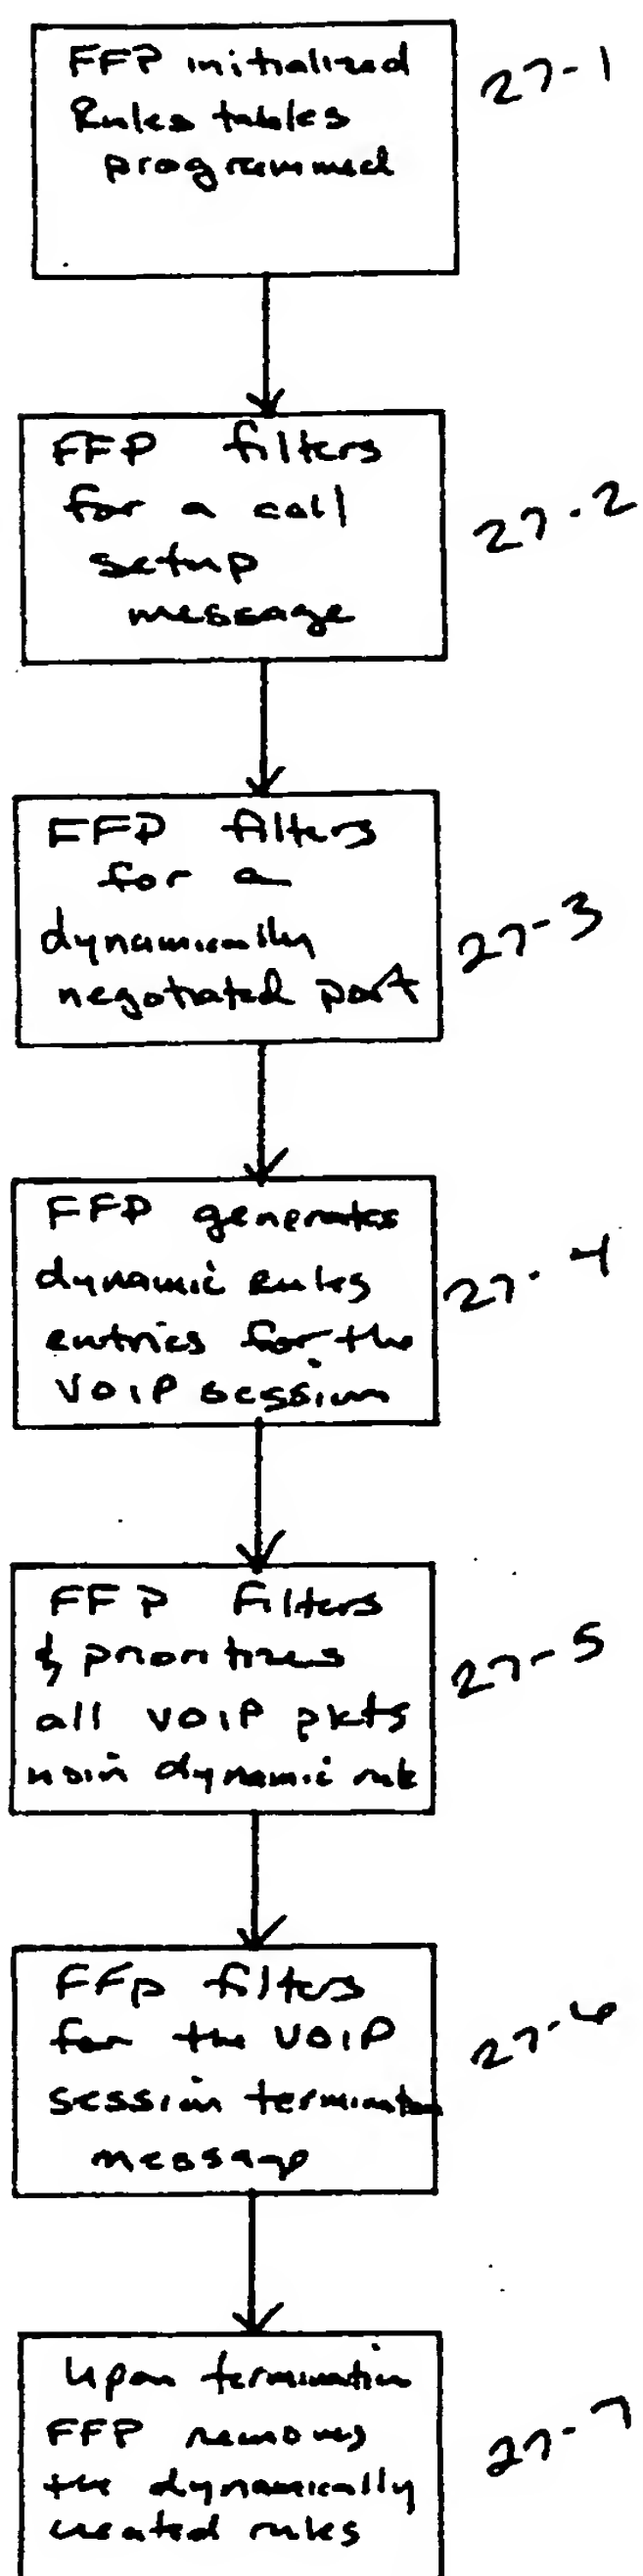 FFP initialized
Rules tables
programmed
27-1
FFP filters
for a call
setup
message
27-2
FFP filters
for a
dynamically
negotiated port
27-3
FFP generates
dynamic rules
entries for the
VOIP session
27-4
FFP filters
& prioritizes
all VOIP pkts
usin dynamic rule
27-5
FFP filters
for the VOIP
session termination
message
27-6
Upon termination
FFP removes
the dynamically
created rules
27-7